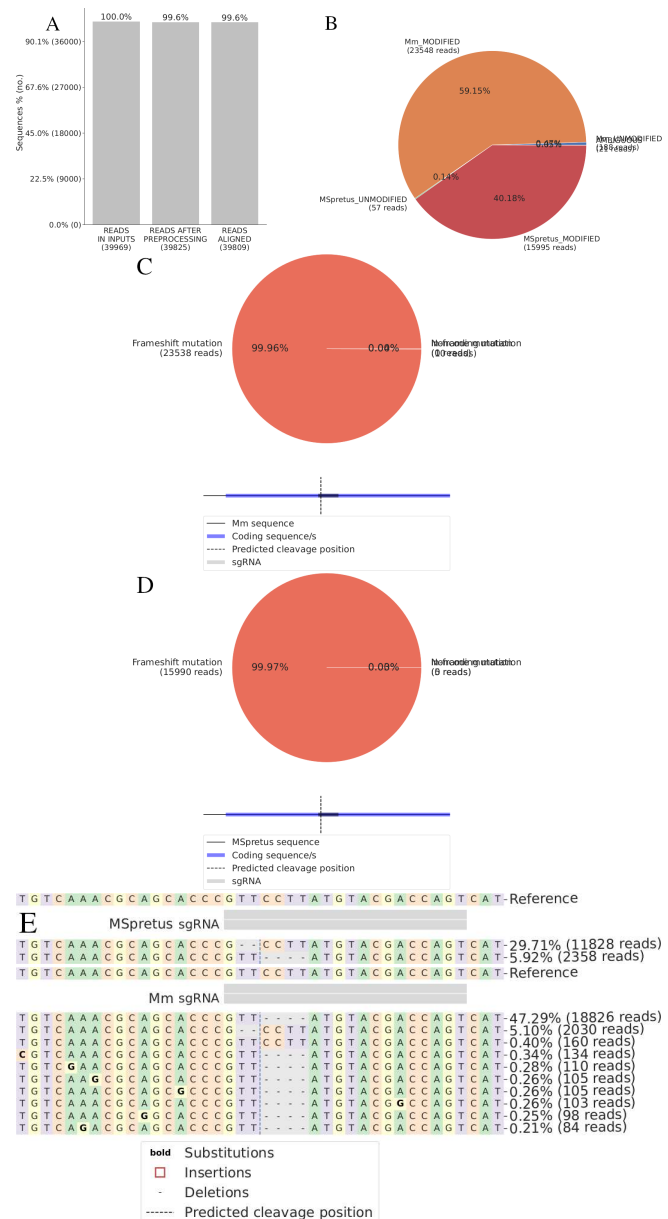 A
100.0%
99.6%
99.6%
90.1% (36000)
67.6% (27000)
45.0% (18000)
22.5% (9000)
0.0% (0)
Sequences % (no.)
READS
IN INPUTS
(39969)
READS AFTER
PREPROCESSING
(39825)
READS
ALIGNED
(39809)
B
Mm_MODIFIED
(23548 reads)
59.15%
0.14%
MSpretus_UNMODIFIED
(57 reads)
40.18%
MSpretus_MODIFIED
(15995 reads)
C
Frameshift mutation
(23538 reads)
99.96%
Mm sequence
Coding sequence/s
Predicted cleavage position
sgRNA
D
Frameshift mutation
(15990 reads)
99.97%
MSpretus sequence
Coding sequence/s
Predicted cleavage position
sgRNA
T G T C A A A C G C A G C A C C C G T T C C T T A T G T A C G A C C A G T C A T Reference
E
MSpretus sgRNA
T G T C A A A C G C A G C A C C C G - - C C T T A T G T A C G A C C A G T C A T 29.71% (11828 reads)
T G T C A A A C G C A G C A C C C G T T - - - - A T G T A C G A C C A G T C A T 5.92% (2358 reads)
T G T C A A A C G C A G C A C C C G T T C C T T A T G T A C G A C C A G T C A T Reference
Mm sgRNA
T G T C A A A C G C A G C A C C C G T T - - - - A T G T A C G A C C A G T C A T 47.29% (18826 reads)
T G T C A A A C G C A G C A C C C G - - C C T T A T G T A C G A C C A G T C A T 5.10% (2030 reads)
T G T C A A A C G C A G C A C C C G T T C C T T A T G T A C G A C C A G T C A T 0.40% (160 reads)
C G T C A A A C G C A G C A C C C G T T - - - - A T G T A C G A C C A G T C A T 0.34% (134 reads)
T G T C G A A C G C A G C A C C C G T T - - - - A T G T A C G A C C A G T C A T 0.28% (110 reads)
T G T C A A G C G C A G C A C C C G T T - - - - A T G T A C G A C C A G T C A T 0.26% (105 reads)
T G T C A A A C G C A G C G C C C G T T - - - - A T G T A C G A C C A G T C A T 0.26% (105 reads)
T G T C A A A C G C A G C A C C C G T T - - - - A T G T A C G G C C A G T C A T 0.26% (103 reads)
T G T C A A A C G C G G C A C C C G T T - - - - A T G T A C G A C C A G T C A T 0.25% (98 reads)
T G T C A G A C G C A G C A C C C G T T - - - - A T G T A C G A C C A G T C A T 0.21% (84 reads)
bold Substitutions
Insertions
- Deletions
Predicted cleavage position